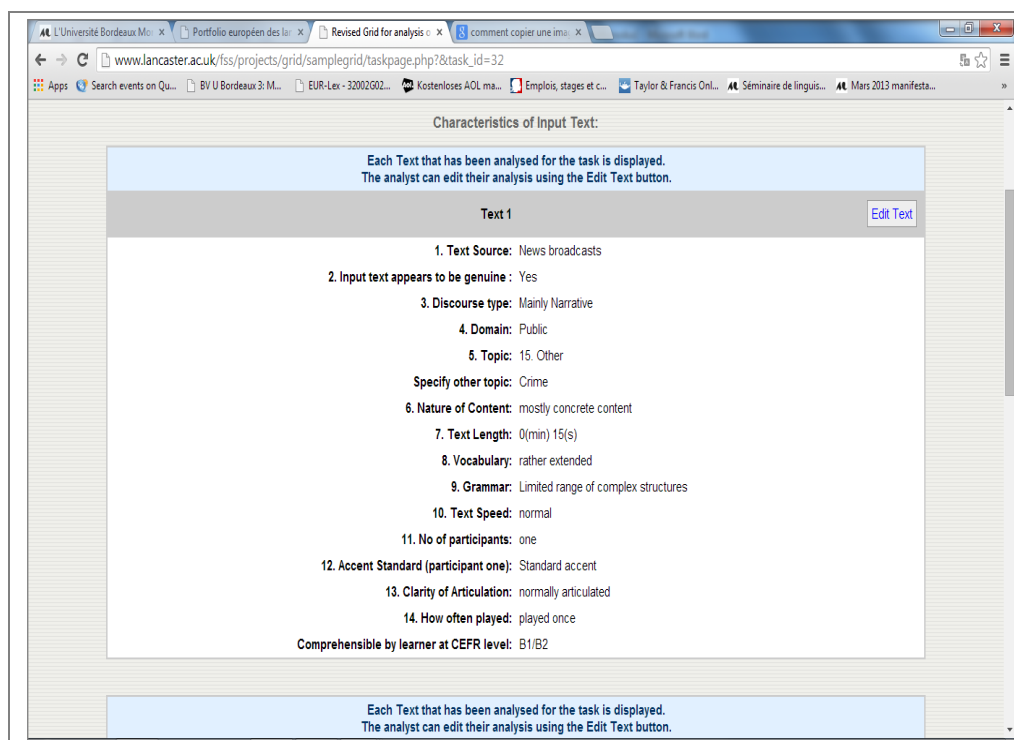 L'Université Bordeaux Mo
Portfolio européen des lar
Revised Grid for analysis o
comment copier une ima
www.lancaster.ac.uk/fss/projects/grid/samplegrid/taskpage.php?&task_id=32
Apps Search events on Qu... BV U Bordeaux 3: M... EUR-Lex - 32002G02... Kostenloses AOL ma... Emplois, stages et c... Taylor & Francis Onl... Séminaire de linguis... Mars 2013 manifesta... »
Characteristics of Input Text:
Each Text that has been analysed for the task is displayed.
The analyst can edit their analysis using the Edit Text button.
Text 1 Edit Text
1. Text Source: News broadcasts
2. Input text appears to be genuine : Yes
3. Discourse type: Mainly Narrative
4. Domain: Public
5. Topic: 15. Other
Specify other topic: Crime
6. Nature of Content: mostly concrete content
7. Text Length: 0(min) 15(s)
8. Vocabulary: rather extended
9. Grammar: Limited range of complex structures
10. Text Speed: normal
11. No of participants: one
12. Accent Standard (participant one): Standard accent
13. Clarity of Articulation: normally articulated
14. How often played: played once
Comprehensible by learner at CEFR level: B1/B2
Each Text that has been analysed for the task is displayed.
The analyst can edit their analysis using the Edit Text button.